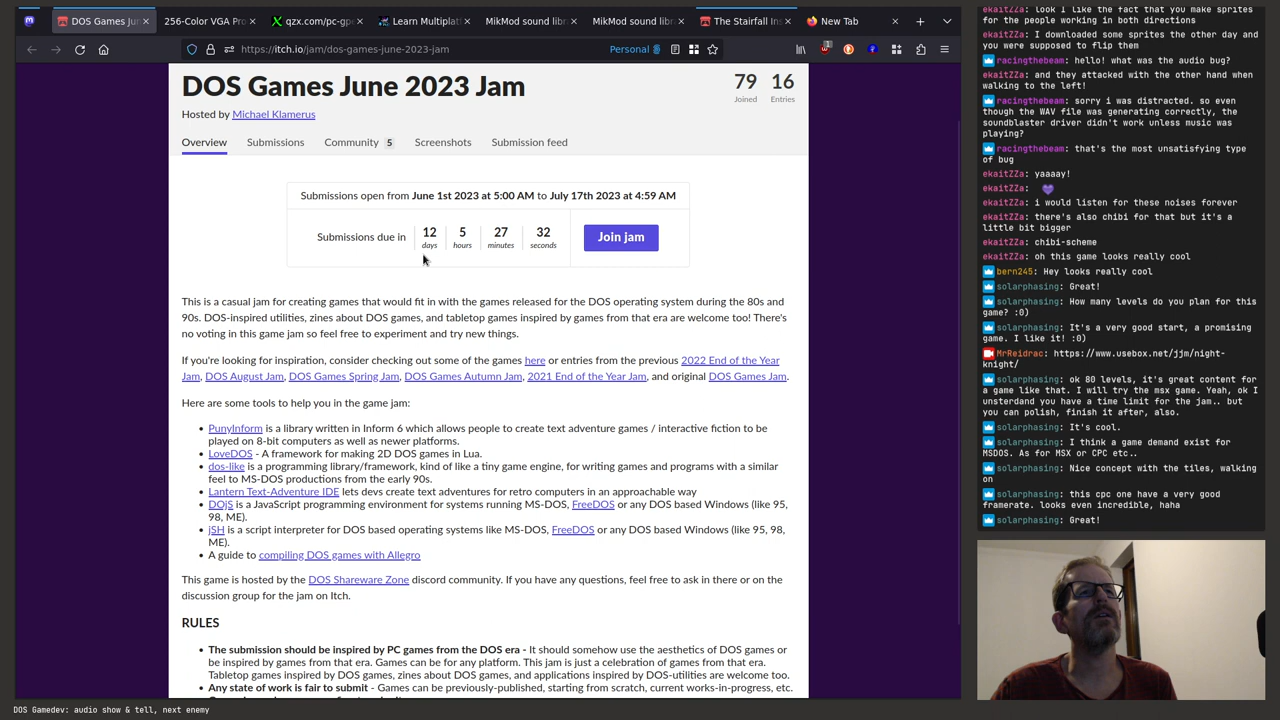 DOS Games Jun
256-Color VGA Pro
qzx.com/pc-gpe
Learn Multiplat
MikMod sound libr
MikMod sound libr
The Stairfall Ins
New Tab
https://itch.io/jam/dos-games-june-2023-jam
Personal
DOS Games June 2023 Jam
79 16
Joined Entries
Hosted by Michael Klamerus
Overview Submissions Community 5 Screenshots Submission feed
Submissions open from June 1st 2023 at 5:00 AM to July 17th 2023 at 4:59 AM
Submissions due in 12 days 5 hours 27 minutes 32 seconds
Join jam
This is a casual jam for creating games that would fit in with the games released for the DOS operating system during the 80s and
90s. DOS-inspired utilities, zines about DOS games, and tabletop games inspired by games from that era are welcome too! There's
no voting in this game jam so feel free to experiment and try new things.
If you're looking for inspiration, consider checking out some of the games here or entries from the previous 2022 End of the Year
Jam, DOS August Jam, DOS Games Spring Jam, DOS Games Autumn Jam, 2021 End of the Year Jam, and original DOS Games Jam.
Here are some tools to help you in the game jam:
• PunyInform is a library written in Inform 6 which allows people to create text adventure games / interactive fiction to be
played on 8-bit computers as well as newer platforms.
• LoveDOS - A framework for making 2D DOS games in Lua.
• dos-like is a programming library/framework, kind of like a tiny game engine, for writing games and programs with a similar
feel to MS-DOS productions from the early 90s.
• Lantern Text-Adventure IDE lets devs create text adventures for retro computers in an approachable way
• DOjS is a JavaScript programming environment for systems running MS-DOS, FreeDOS or any DOS based Windows (like 95,
98, ME).
• jSH is a script interpreter for DOS based operating systems like MS-DOS, FreeDOS or any DOS based Windows (like 95, 98,
ME).
• A guide to compiling DOS games with Allegro
This game is hosted by the DOS Shareware Zone discord community. If you have any questions, feel free to ask in there or on the
discussion group for the jam on Itch.
RULES
• The submission should be inspired by PC games from the DOS era - It should somehow use the aesthetics of DOS games or
be inspired by games from that era. Games can be for any platform. This jam is just a celebration of games from that era.
Tabletop games inspired by DOS games, zines about DOS games, and applications inspired by DOS-utilities are welcome too.
• Any state of work is fair to submit - Games can be previously-published, starting from scratch, current works-in-progress, etc.
ekaitZZa: look I like the fact that you make sprites
for the people working in both directions
ekaitZZa: I downloaded some sprites the other day and
you were supposed to flip them
racingthebeam: hello! what was the audio bug?
ekaitZZa: and they attacked with the other hand when
walking to the left!
racingthebeam: sorry i was distracted. so even
though the WAV file was generating correctly, the
soundblaster driver didn't work unless music was
playing?
racingthebeam: that's the most unsatisfying type
of bug
ekaitZZa: yaaaay!
ekaitZZa: 💜
ekaitZZa: i would listen for these noises forever
ekaitZZa: there's also chibi for that but it's a
little bit bigger
ekaitZZa: chibi-scheme
ekaitZZa: oh this game looks really cool
bern245: Hey looks really cool
solarphasing: Great!
solarphasing: How many levels do you plan for this
game? :0)
solarphasing: It's a very good start, a promising
game. I like it! :0)
MrReidrac: https://www.usebox.net/jjm/night-
knight/
solarphasing: ok 80 levels, it's great content for
a game like that. I will try the msx game. Yeah, ok I
unsterdand you have a time limit for the jam.. but
you can polish, finish it after, also.
solarphasing: It's cool.
solarphasing: I think a game demand exist for
MSDOS. As for MSX or CPC etc..
solarphasing: Nice concept with the tiles, walking
on
solarphasing: this cpc one have a very good
framerate. looks even incredible, haha
solarphasing: Great!
DOS Gamedev: audio show & tell, next enemy